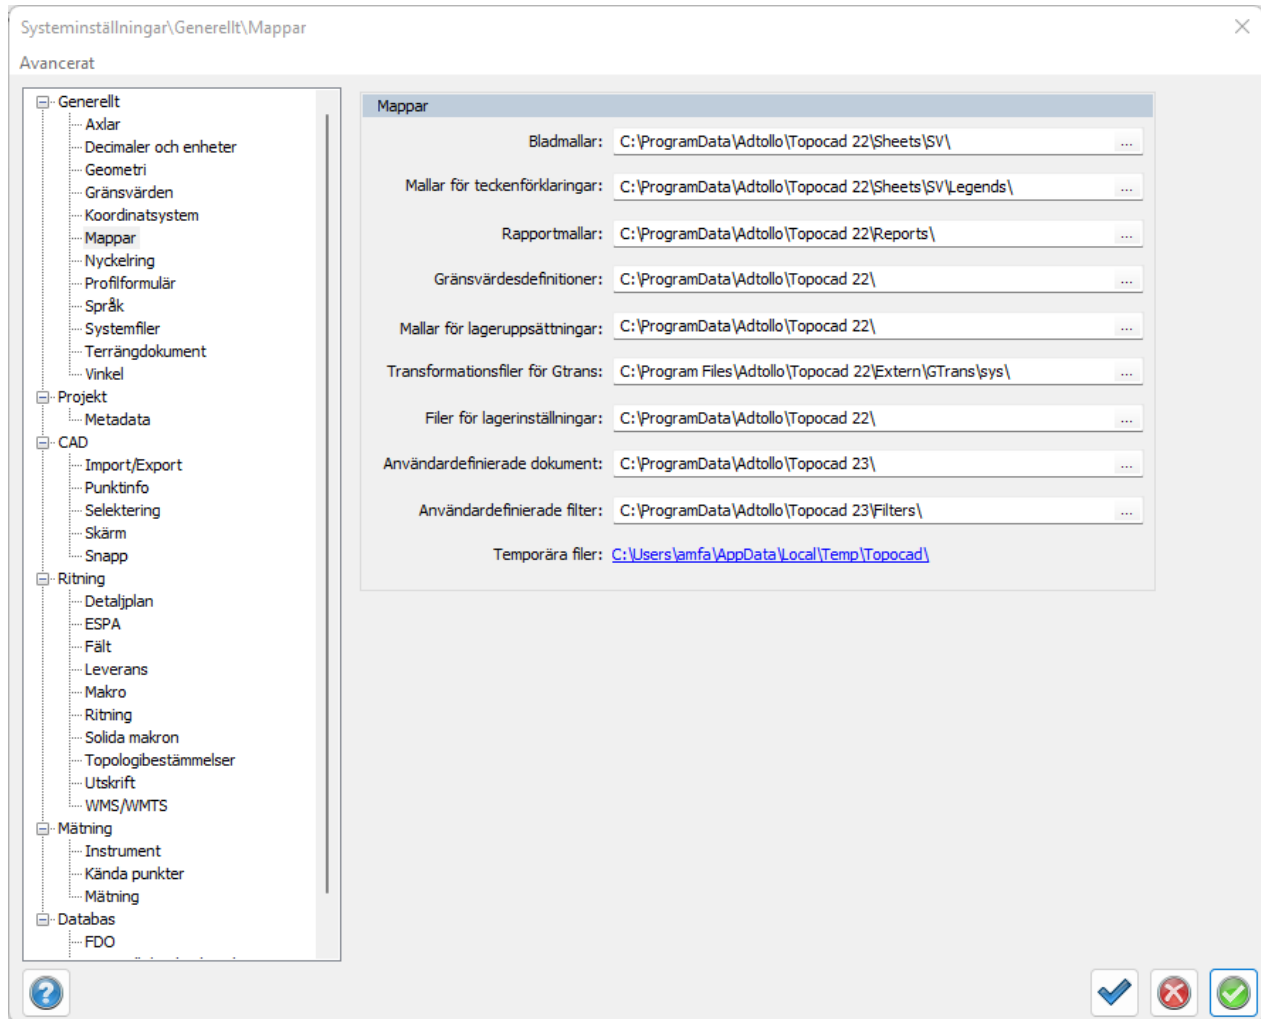 Systeminställningar\Generellt\Mappar
Avancerat
Generellt
Axlar
Decimaler och enheter
Geometri
Gränsvärden
Koordinatsystem
Mappar
Nyckelring
Profilformulär
Språk
Systemfiler
Terrängdokument
Vinkel
Projekt
Metadata
CAD
Import/Export
Punktinfo
Selektering
Skärm
Snapp
Ritning
Detaljplan
ESPA
Fält
Leverans
Makro
Ritning
Solida makron
Topologibestämmelser
Utskrift
WMS/WMTS
Mätning
Instrument
Kända punkter
Mätning
Databas
FDO
Mappar
Bladmallar: C:\ProgramData\Adtollo\Topocad 22\Sheets\SV\ ...
Mallar för teckenförklaringar: C:\ProgramData\Adtollo\Topocad 22\Sheets\SV\Legends\ ...
Rapportmallar: C:\ProgramData\Adtollo\Topocad 22\Reports\ ...
Gränsvärdesdefinitioner: C:\ProgramData\Adtollo\Topocad 22\ ...
Mallar för lageruppsättningar: C:\ProgramData\Adtollo\Topocad 22\ ...
Transformationsfiler för Gtrans: C:\Program Files\Adtollo\Topocad 22\Extern\GTrans\sys\ ...
Filer för lagerinställningar: C:\ProgramData\Adtollo\Topocad 22\ ...
Användardefinierade dokument: C:\ProgramData\Adtollo\Topocad 23\ ...
Användardefinierade filter: C:\ProgramData\Adtollo\Topocad 23\Filters\ ...
Temporära filer: C:\Users\amfa\AppData\Local\Temp\Topocad\